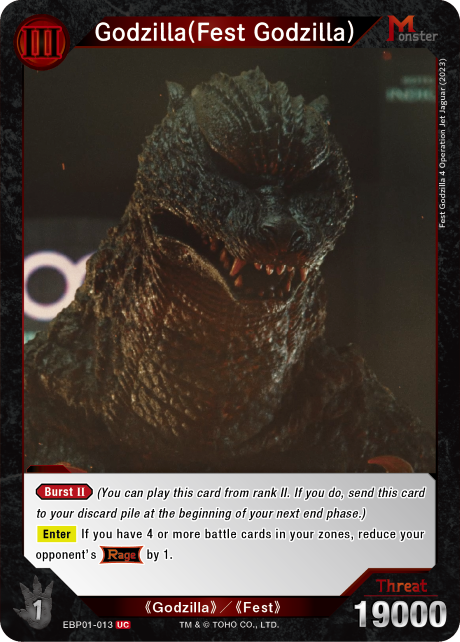 III
Godzilla(Fest Godzilla)
Monster
Fest Godzilla 4 Operation Jet Jaguar (2023)
Burst II (You can play this card from rank II. If you do, send this card
to your discard pile at the beginning of your next end phase.)
Enter If you have 4 or more battle cards in your zones, reduce your
opponent's Rage by 1.
Threat
1
《Godzilla》／《Fest》
19000
EBP01-013 UC
TM & © TOHO CO., LTD.